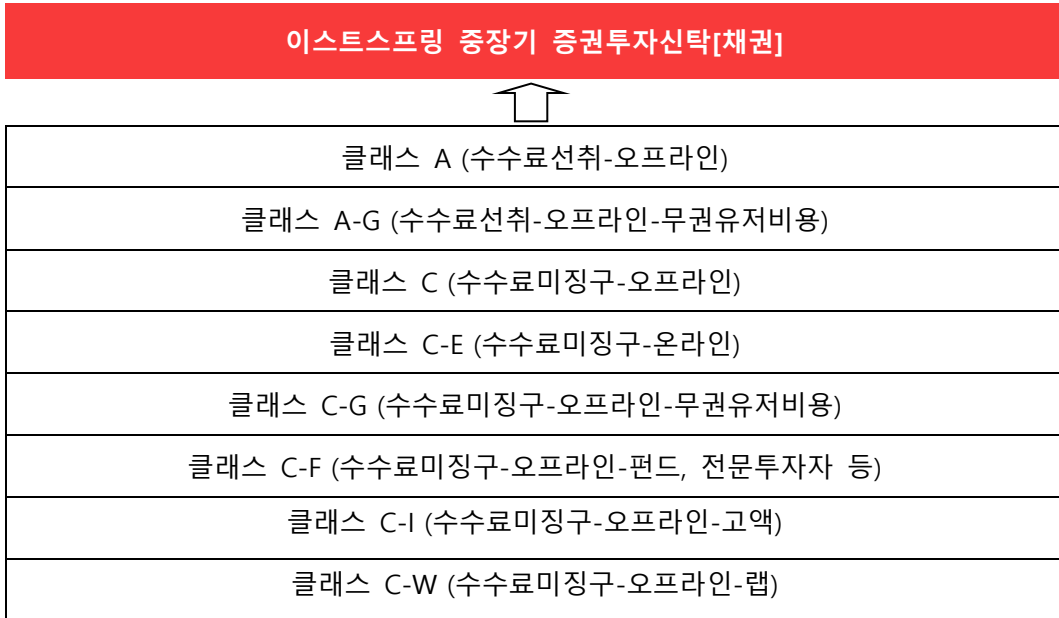 이스트스프링 중장기 증권투자신탁[채권]
클래스 A (수수료선취-오프라인)
클래스 A-G (수수료선취-오프라인-무권유저비용)
클래스 C (수수료미징구-오프라인)
클래스 C-E (수수료미징구-온라인)
클래스 C-G (수수료미징구-오프라인-무권유저비용)
클래스 C-F (수수료미징구-오프라인-펀드, 전문투자자 등)
클래스 C-I (수수료미징구-오프라인-고액)
클래스 C-W (수수료미징구-오프라인-랩)